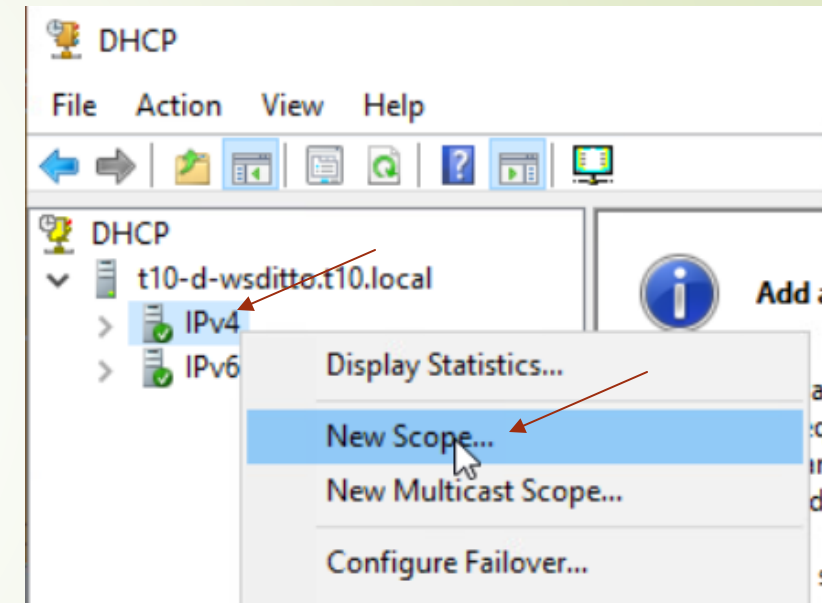 DHCP
File Action View Help
DHCP
t10-d-wsditto.t10.local
IPv4
IPv6
Add
Display Statistics...
New Scope...
New Multicast Scope...
Configure Failover...